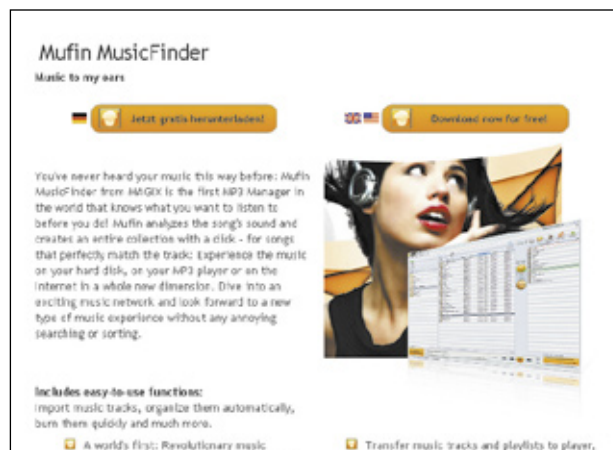 Mufin MusicFinder
Music to my ears
Jetzt gratis herunterladen!
Download now for free!
You've never heard your music this way before: Mufin
MusicFinder from MAGIX is the first MP3 Manager in
the world that knows what you want to listen to
before you do! Mufin analyzes the song's sound and
creates an entire collection with a click - for songs
that perfectly match the track: Experience the music
on your hard disk, on your MP3 player or on the
Internet in a whole new dimension. Dive into an
exciting music network and look forward to a new
type of music experience without any annoying
searching or sorting.
Includes easy-to-use functions:
Import music tracks, organize them automatically,
burn them quickly and much more.
A world's first: Revolutionary music
Transfer music tracks and playlists to player,